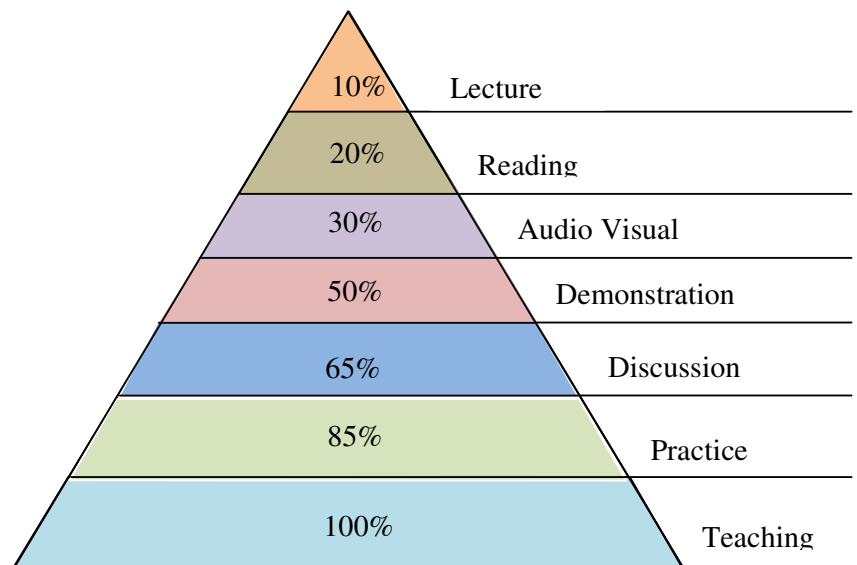 10% Lecture
20% Reading
30% Audio Visual
50% Demonstration
65% Discussion
85% Practice
100% Teaching